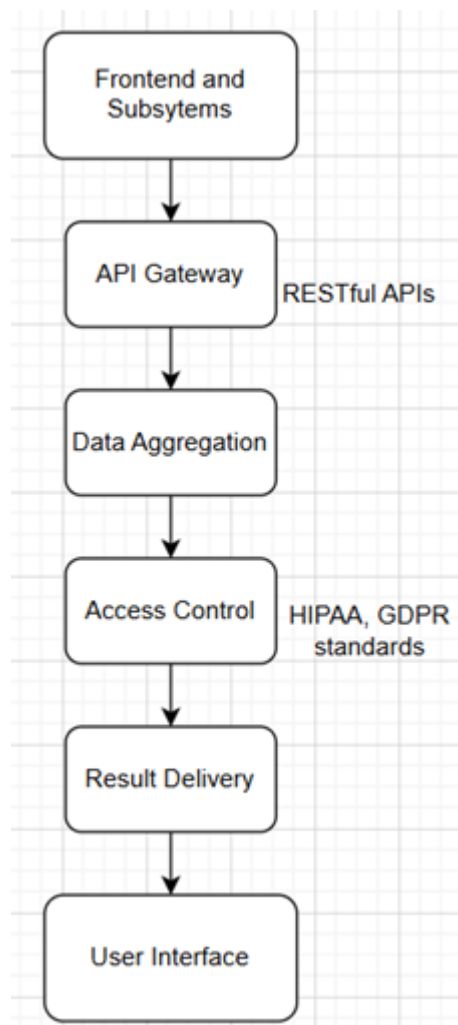 Frontend and
Subsytems
API Gateway
RESTful APIs
Data Aggregation
Access Control
HIPAA, GDPR
standards
Result Delivery
User Interface